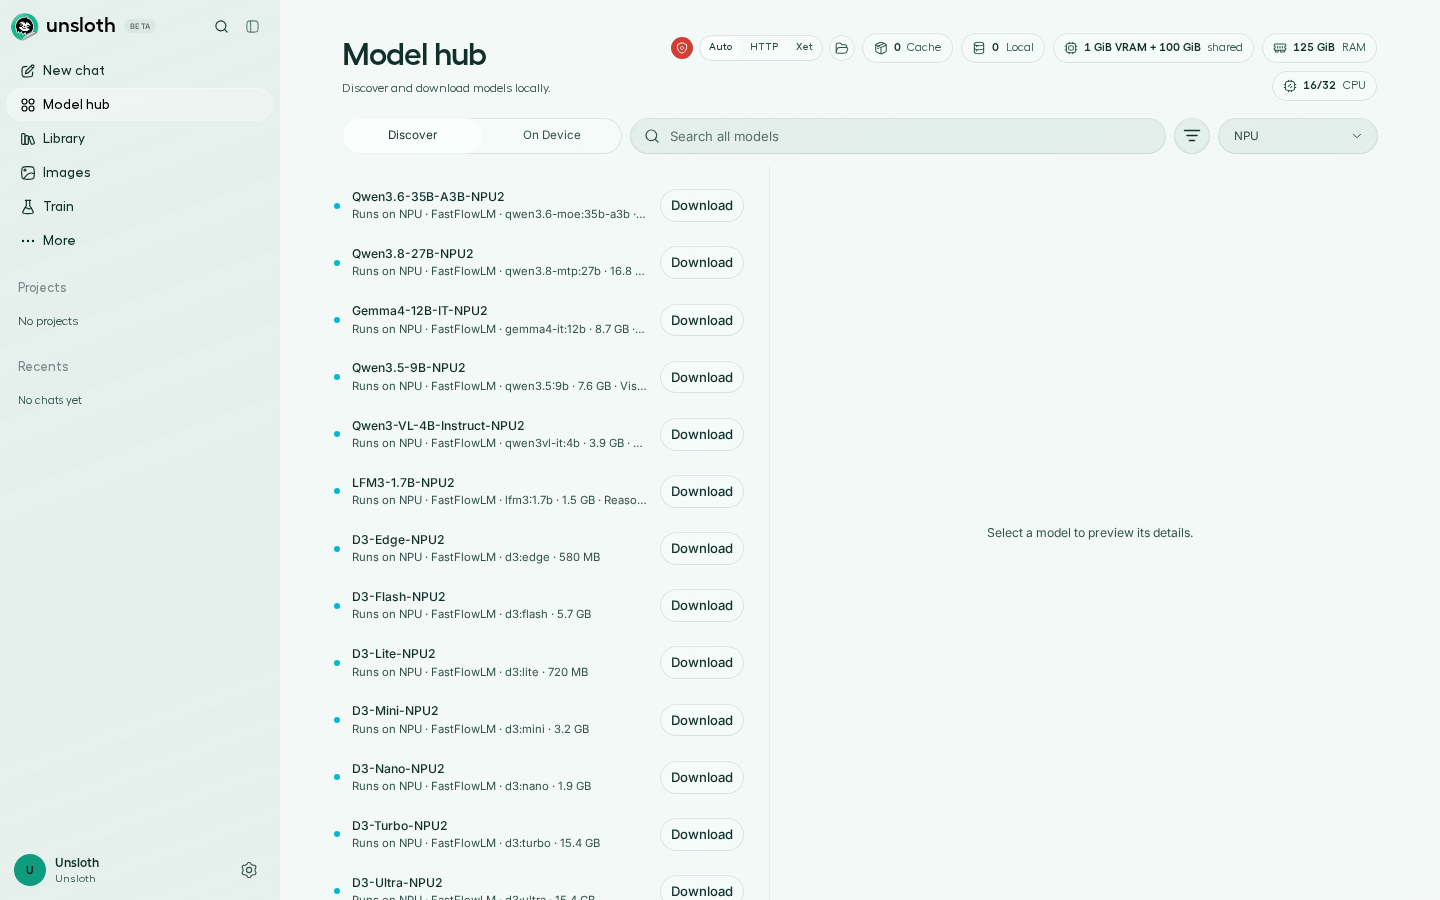 unsloth BETA
New chat
Model hub
Library
Images
Train
More
Projects
No projects
Recents
No chats yet
U
Unsloth
Unsloth
Model hub
Discover and download models locally.
Auto HTTP Xet
0 Cache
0 Local
1 GiB VRAM + 100 GiB shared
125 GiB RAM
16/32 CPU
Discover On Device
Search all models
NPU
Qwen3.6-35B-A3B-NPU2
Runs on NPU · FastFlowLM · qwen3.6-moe:35b-a3b ·...
Download
Qwen3.8-27B-NPU2
Runs on NPU · FastFlowLM · qwen3.8-mtp:27b · 16.8 ...
Download
Gemma4-12B-IT-NPU2
Runs on NPU · FastFlowLM · gemma4-it:12b · 8.7 GB ·...
Download
Qwen3.5-9B-NPU2
Runs on NPU · FastFlowLM · qwen3.5:9b · 7.6 GB · Vis...
Download
Qwen3-VL-4B-Instruct-NPU2
Runs on NPU · FastFlowLM · qwen3vl-it:4b · 3.9 GB · ...
Download
LFM3-1.7B-NPU2
Runs on NPU · FastFlowLM · lfm3:1.7b · 1.5 GB · Reaso...
Download
D3-Edge-NPU2
Runs on NPU · FastFlowLM · d3:edge · 580 MB
Download
D3-Flash-NPU2
Runs on NPU · FastFlowLM · d3:flash · 5.7 GB
Download
D3-Lite-NPU2
Runs on NPU · FastFlowLM · d3:lite · 720 MB
Download
D3-Mini-NPU2
Runs on NPU · FastFlowLM · d3:mini · 3.2 GB
Download
D3-Nano-NPU2
Runs on NPU · FastFlowLM · d3:nano · 1.9 GB
Download
D3-Turbo-NPU2
Runs on NPU · FastFlowLM · d3:turbo · 15.4 GB
Download
D3-Ultra-NPU2
Runs on NPU · FastFlowLM · d3:ultra · 15.4 GB
Download
Select a model to preview its details.